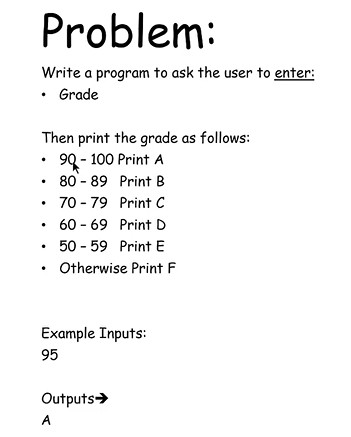 Problem:
Write a program to ask the user to enter:
• Grade
Then print the grade as follows:
• 90 – 100 Print A
• 80 – 89 Print B
• 70 – 79 Print C
• 60 – 69 Print D
• 50 – 59 Print E
• Otherwise Print F
Example Inputs:
95
Outputs→
A